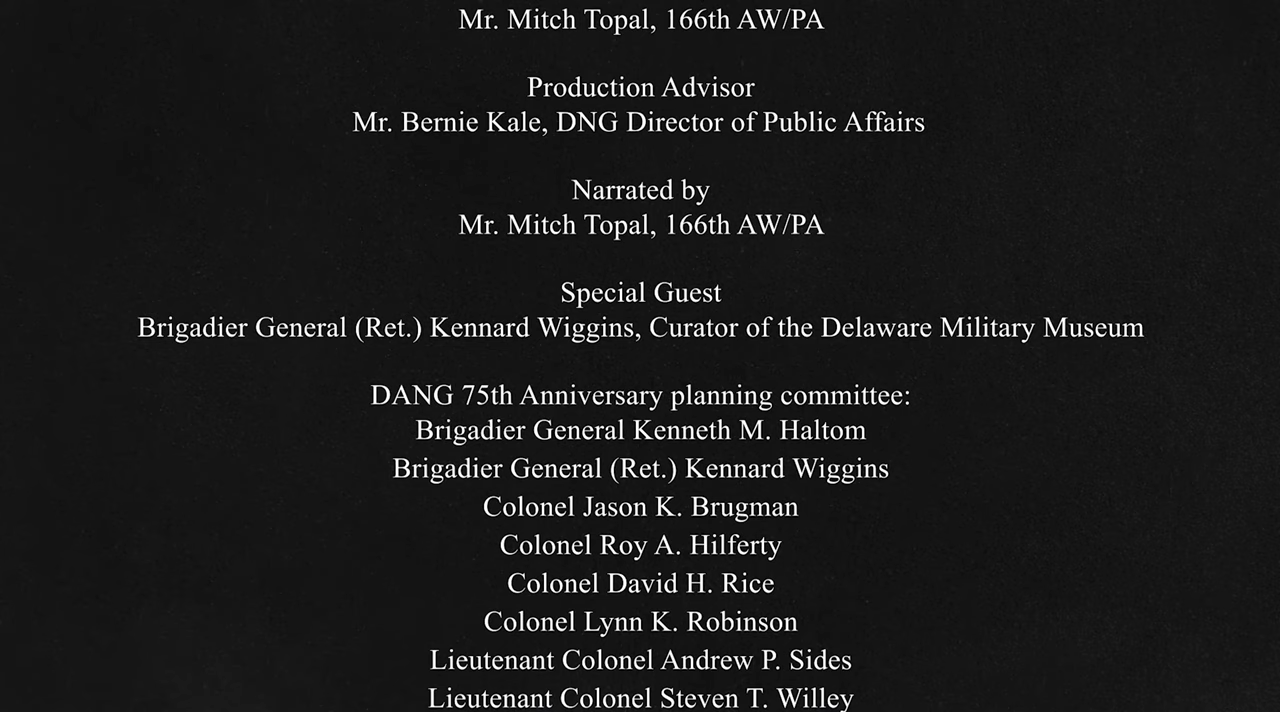 Mr. Mitch Topal, 166th AW/PA
Production Advisor
Mr. Bernie Kale, DNG Director of Public Affairs
Narrated by
Mr. Mitch Topal, 166th AW/PA
Special Guest
Brigadier General (Ret.) Kennard Wiggins, Curator of the Delaware Military Museum
DANG 75th Anniversary planning committee:
Brigadier General Kenneth M. Haltom
Brigadier General (Ret.) Kennard Wiggins
Colonel Jason K. Brugman
Colonel Roy A. Hilferty
Colonel David H. Rice
Colonel Lynn K. Robinson
Lieutenant Colonel Andrew P. Sides
Lieutenant Colonel Steven T. Willey